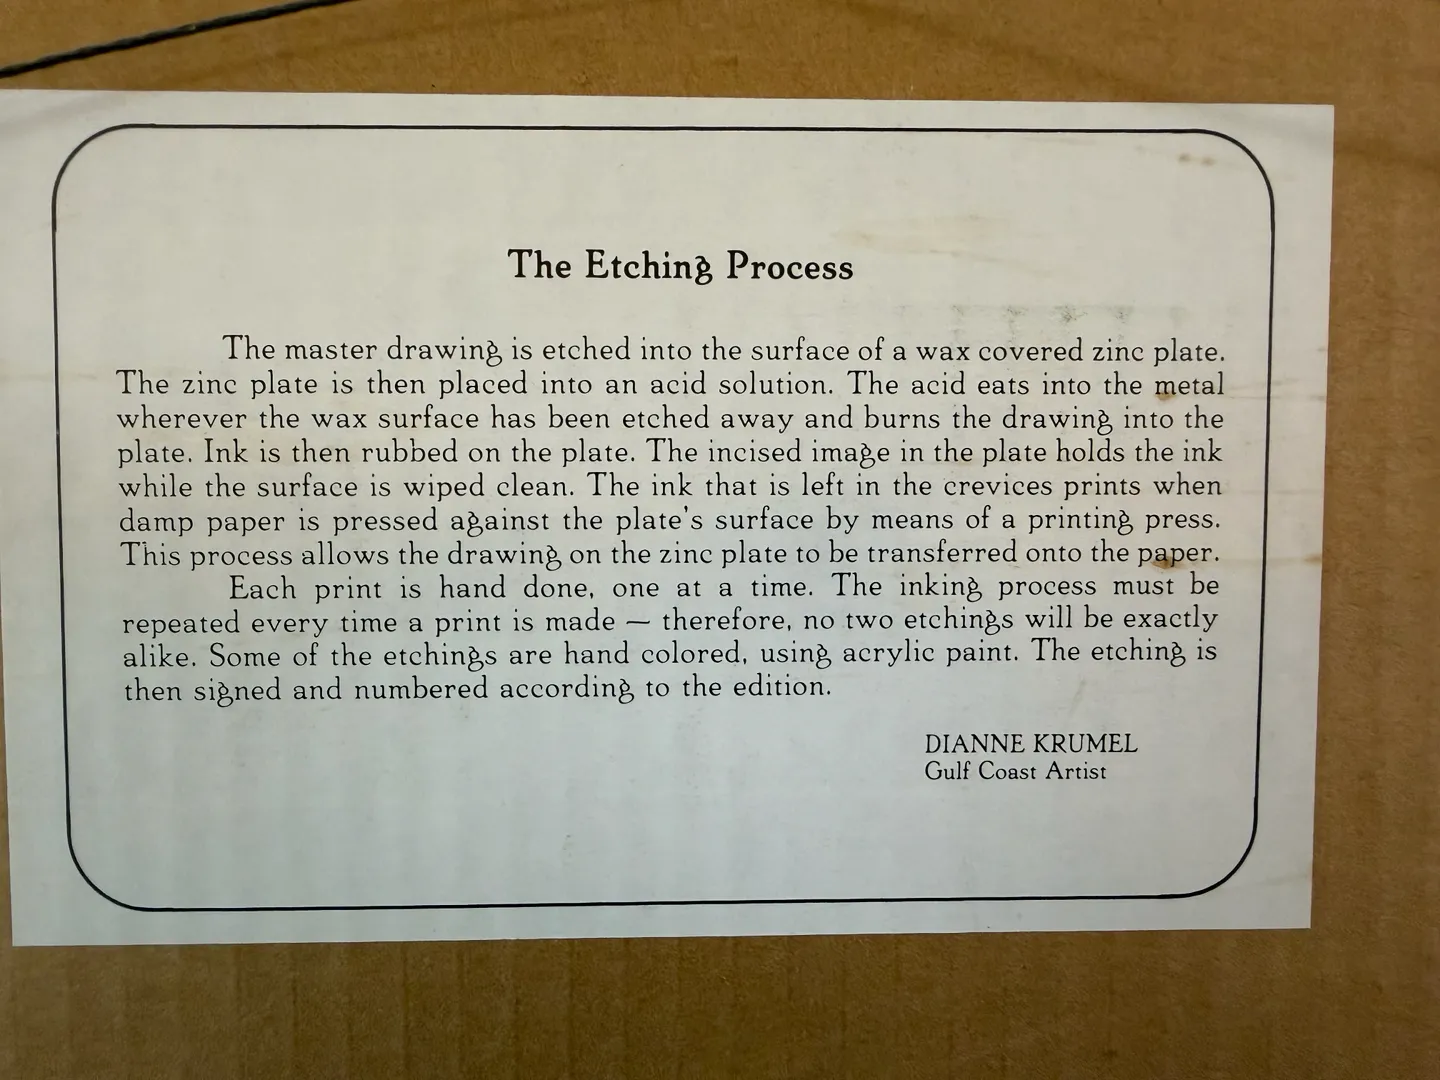 The Etching Process
The master drawing is etched into the surface of a wax covered zinc plate.
The zinc plate is then placed into an acid solution. The acid eats into the metal
wherever the wax surface has been etched away and burns the drawing into the
plate. Ink is then rubbed on the plate. The incised image in the plate holds the ink
while the surface is wiped clean. The ink that is left in the crevices prints when
damp paper is pressed against the plate's surface by means of a printing press.
This process allows the drawing on the zinc plate to be transferred onto the paper.
Each print is hand done, one at a time. The inking process must be
repeated every time a print is made — therefore, no two etchings will be exactly
alike. Some of the etchings are hand colored, using acrylic paint. The etching is
then signed and numbered according to the edition.
DIANNE KRUMEL
Gulf Coast Artist